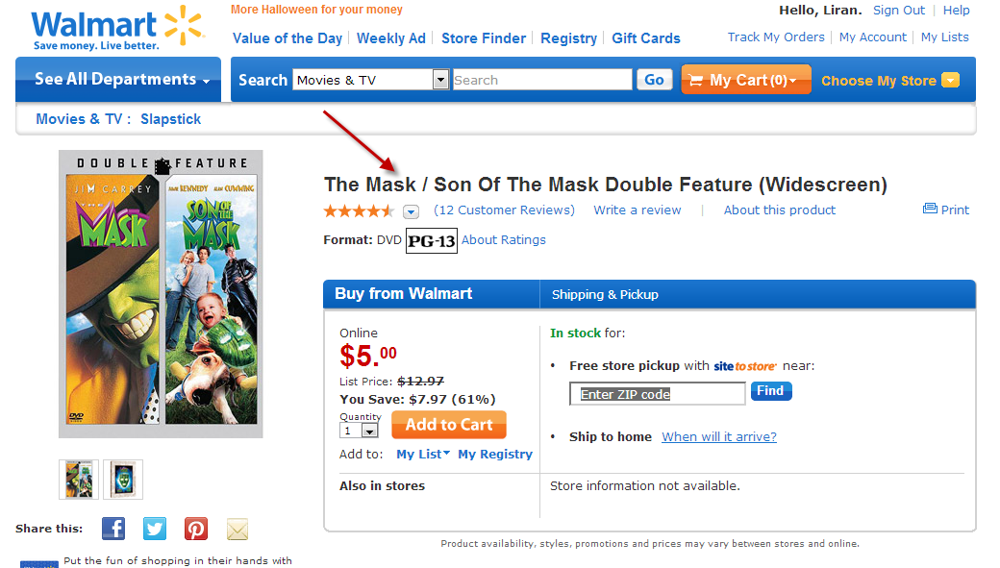 More Halloween for your money
Hello, Liran. Sign Out | Help
Walmart
Save money. Live better.
Value of the Day | Weekly Ad | Store Finder | Registry | Gift Cards
Track My Orders | My Account | My Lists
See All Departments
Search Movies & TV Search Go
My Cart (0)
Choose My Store
Movies & TV : Slapstick
DOUBLE FEATURE
JIM CARREY
THE MASK
JAMIE KENNEDY ALAN CUMMING
SON OF THE MASK
DVD
The Mask / Son Of The Mask Double Feature (Widescreen)
(12 Customer Reviews) Write a review | About this product
Print
Format: DVD PG-13 About Ratings
Buy from Walmart
Shipping & Pickup
Online
$5.00
List Price: $12.97
You Save: $7.97 (61%)
Quantity
1
Add to Cart
Add to: My List My Registry
In stock for:
• Free store pickup with site to store near:
Enter ZIP code Find
• Ship to home When will it arrive?
Also in stores
Store information not available.
Share this:
Product availability, styles, promotions and prices may vary between stores and online.
Put the fun of shopping in their hands with